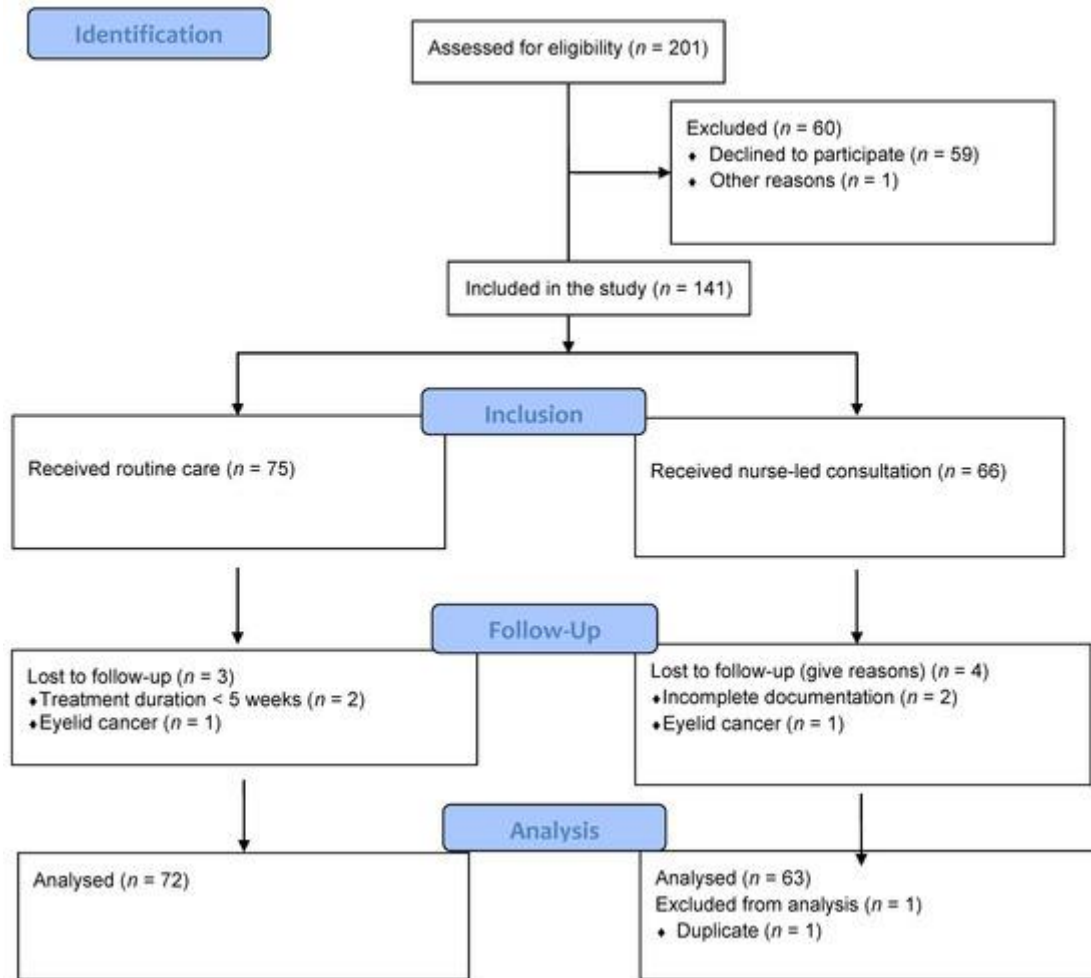 Identification
Assessed for eligibility (n = 201)
Excluded (n = 60)
♦ Declined to participate (n = 59)
♦ Other reasons (n = 1)
Included in the study (n = 141)
Inclusion
Received routine care (n = 75)
Received nurse-led consultation (n = 66)
Follow-Up
Lost to follow-up (n = 3)
♦Treatment duration < 5 weeks (n = 2)
♦Eyelid cancer (n = 1)
Lost to follow-up (give reasons) (n = 4)
♦Incomplete documentation (n = 2)
♦Eyelid cancer (n = 1)
Analysis
Analysed (n = 72)
Analysed (n = 63)
Excluded from analysis (n = 1)
♦ Duplicate (n = 1)